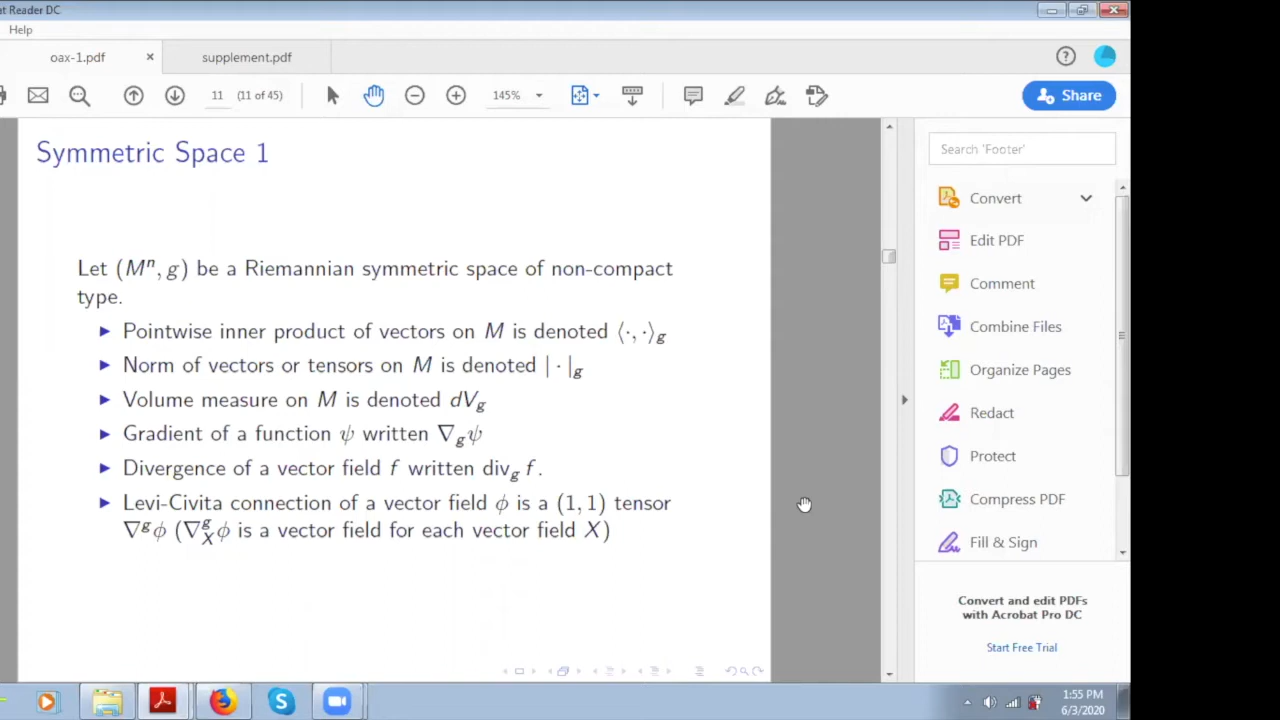 at Reader DC
Help
oax-1.pdf
supplement.pdf
11 (11 of 45) 145%
Share
Symmetric Space 1
Let (Mⁿ, g) be a Riemannian symmetric space of non-compact
type.
▶ Pointwise inner product of vectors on M is denoted ⟨·, ·⟩_g
▶ Norm of vectors or tensors on M is denoted | · |_g
▶ Volume measure on M is denoted dV_g
▶ Gradient of a function ψ written ∇_gψ
▶ Divergence of a vector field f written div_g f.
▶ Levi-Civita connection of a vector field ϕ is a (1, 1) tensor
∇^gϕ (∇^g_Xϕ is a vector field for each vector field X)
Search 'Footer'
Convert
Edit PDF
Comment
Combine Files
Organize Pages
Redact
Protect
Compress PDF
Fill & Sign
Convert and edit PDFs
with Acrobat Pro DC
Start Free Trial
1:55 PM
6/3/2020